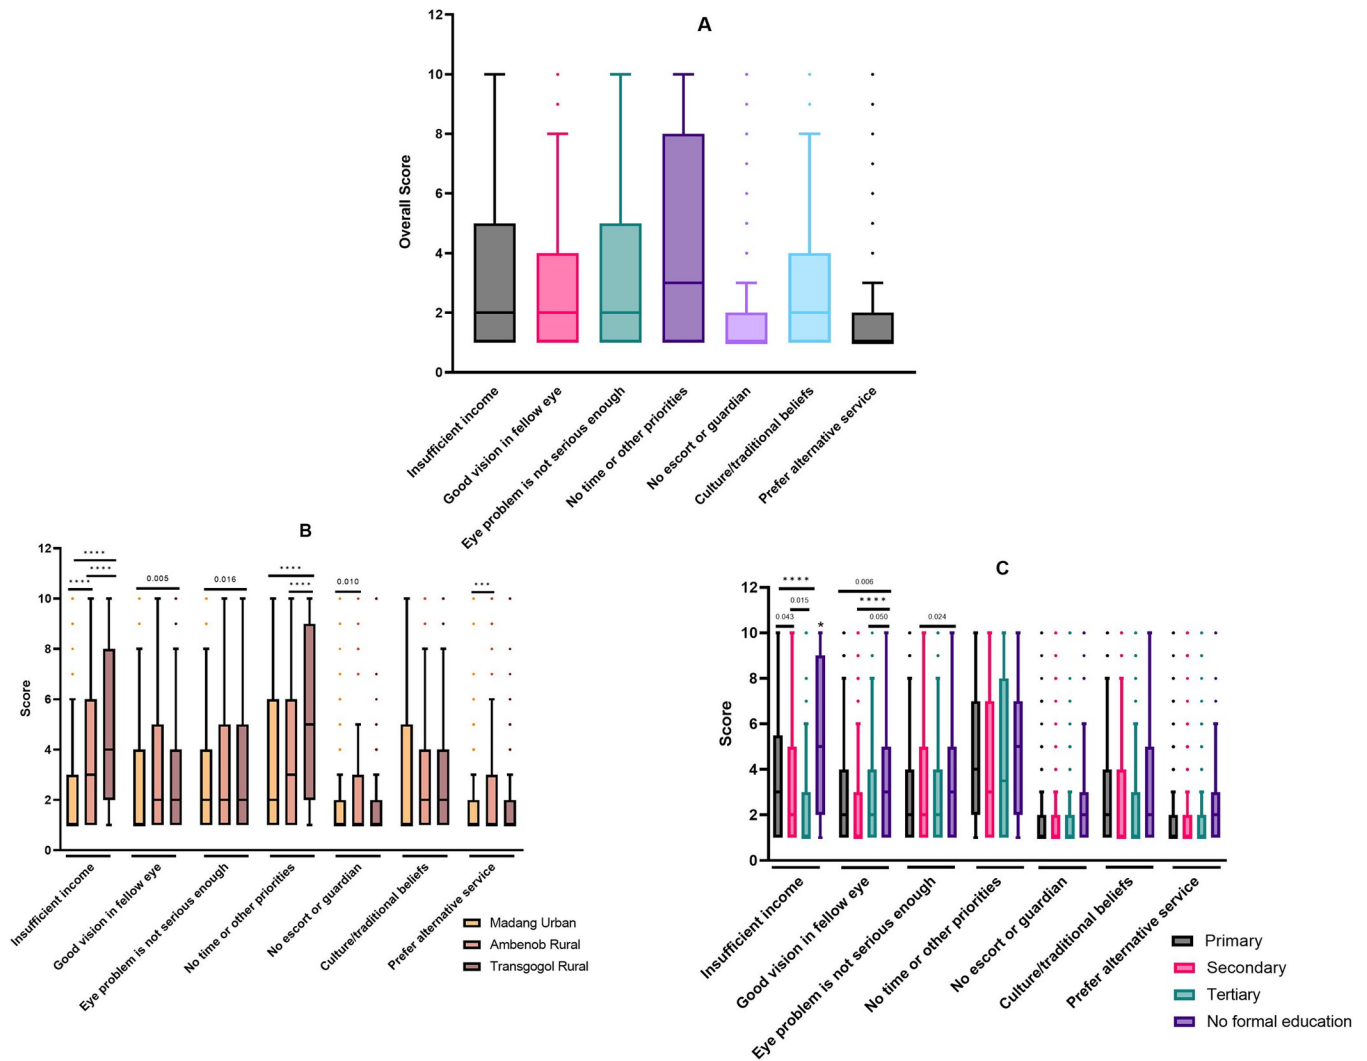 A
12
10
8
6
4
2
0
Overall Score
Insufficient income
Good vision in fellow eye
Eye problem is not serious enough
No time or other priorities
No escort or guardian
Culture/traditional beliefs
Prefer alternative service
B
12
10
8
6
4
2
0
Score
****
****
****
0.005
0.016
****
****
0.010
***
Insufficient income
Good vision in fellow eye
Eye problem is not serious enough
No time or other priorities
No escort or guardian
Culture/traditional beliefs
Prefer alternative service
Madang Urban
Ambenob Rural
Transgogol Rural
C
12
10
8
6
4
2
0
Score
****
0.015
0.043
*
0.006
****
0.050
0.024
Insufficient income
Good vision in fellow eye
Eye problem is not serious enough
No time or other priorities
No escort or guardian
Culture/traditional beliefs
Prefer alternative service
Primary
Secondary
Tertiary
No formal education